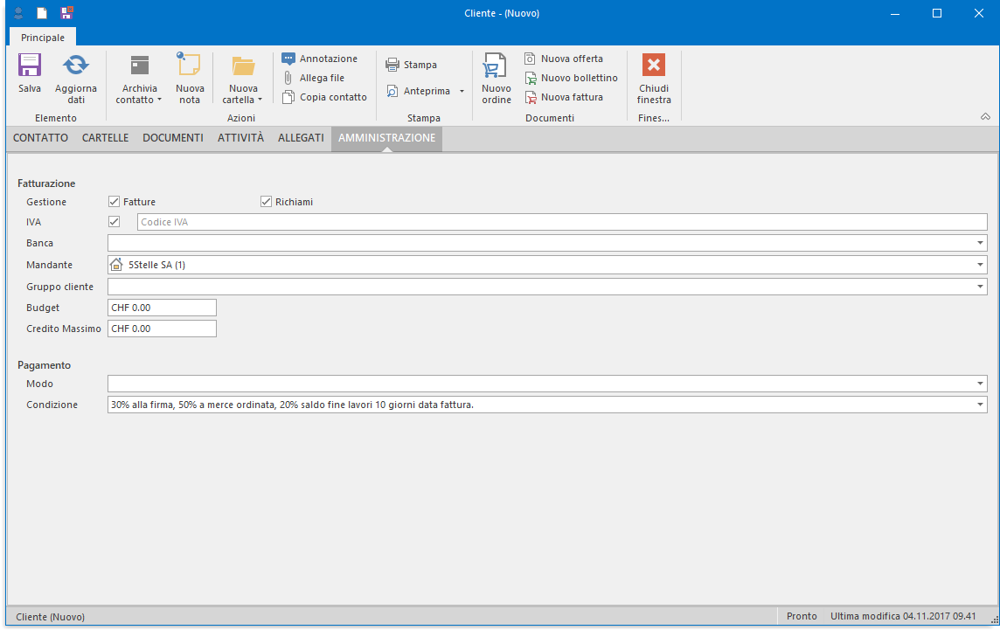 Cliente - (Nuovo)
Principale
Salva
Aggiorna dati
Archivia contatto
Nuova nota
Nuova cartella
Annotazione
Allega file
Copia contatto
Stampa
Anteprima
Nuovo ordine
Nuova offerta
Nuovo bollettino
Nuova fattura
Chiudi finestra
Elemento
Azioni
Stampa
Documenti
Fines...
CONTATTO CARTELLE DOCUMENTI ATTIVITÀ ALLEGATI AMMINISTRAZIONE
Fatturazione
Gestione Fatture Richiami
IVA Codice IVA
Banca
Mandante 5Stelle SA (1)
Gruppo cliente
Budget CHF 0.00
Credito Massimo CHF 0.00
Pagamento
Modo
Condizione 30% alla firma, 50% a merce ordinata, 20% saldo fine lavori 10 giorni data fattura.
Cliente (Nuovo) Pronto Ultima modifica 04.11.2017 09.41